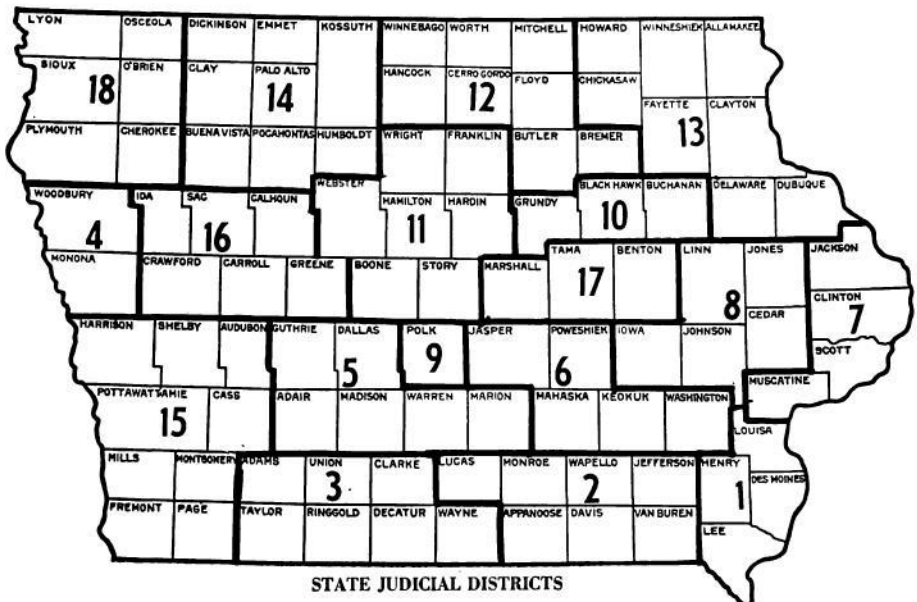 LYON OSCEOLA DICKINSON EMMET KOSSUTH WINNEBAGO WORTH MITCHELL HOWARD WINNESHIEK ALLAMAKEE
SIOUX O'BRIEN CLAY PALO ALTO HANCOCK CERRO GORDO FLOYD CHICKASAW
18 14 12
FAYETTE CLAYTON
13
PLYMOUTH CHEROKEE BUENA VISTA POCAHONTAS HUMBOLDT WRIGHT FRANKLIN BUTLER BREMER
WOODBURY IDA SAC CALHOUN WEBSTER HAMILTON HARDIN GRUNDY BLACK HAWK BUCHANAN DELAWARE DUBUQUE
4 16 11 10
MONONA CRAWFORD CARROLL GREENE BOONE STORY MARSHALL TAMA BENTON LINN JONES JACKSON
17 8
CLINTON
7
CEDAR
HARRISON SHELBY AUDUBON GUTHRIE DALLAS POLK JASPER POWESHIEK IOWA JOHNSON SCOTT
5 9 6
MUSCATINE
POTTAWATTAMIE CASS ADAIR MADISON WARREN MARION MAHASKA KEOKUK WASHINGTON LOUISA
15
MILLS MONTGOMERY ADAMS UNION CLARKE LUCAS MONROE WAPELLO JEFFERSON HENRY DES MOINES
3 2 1
FREMONT PAGE TAYLOR RINGGOLD DECATUR WAYNE APPANOOSE DAVIS VAN BUREN LEE
STATE JUDICIAL DISTRICTS